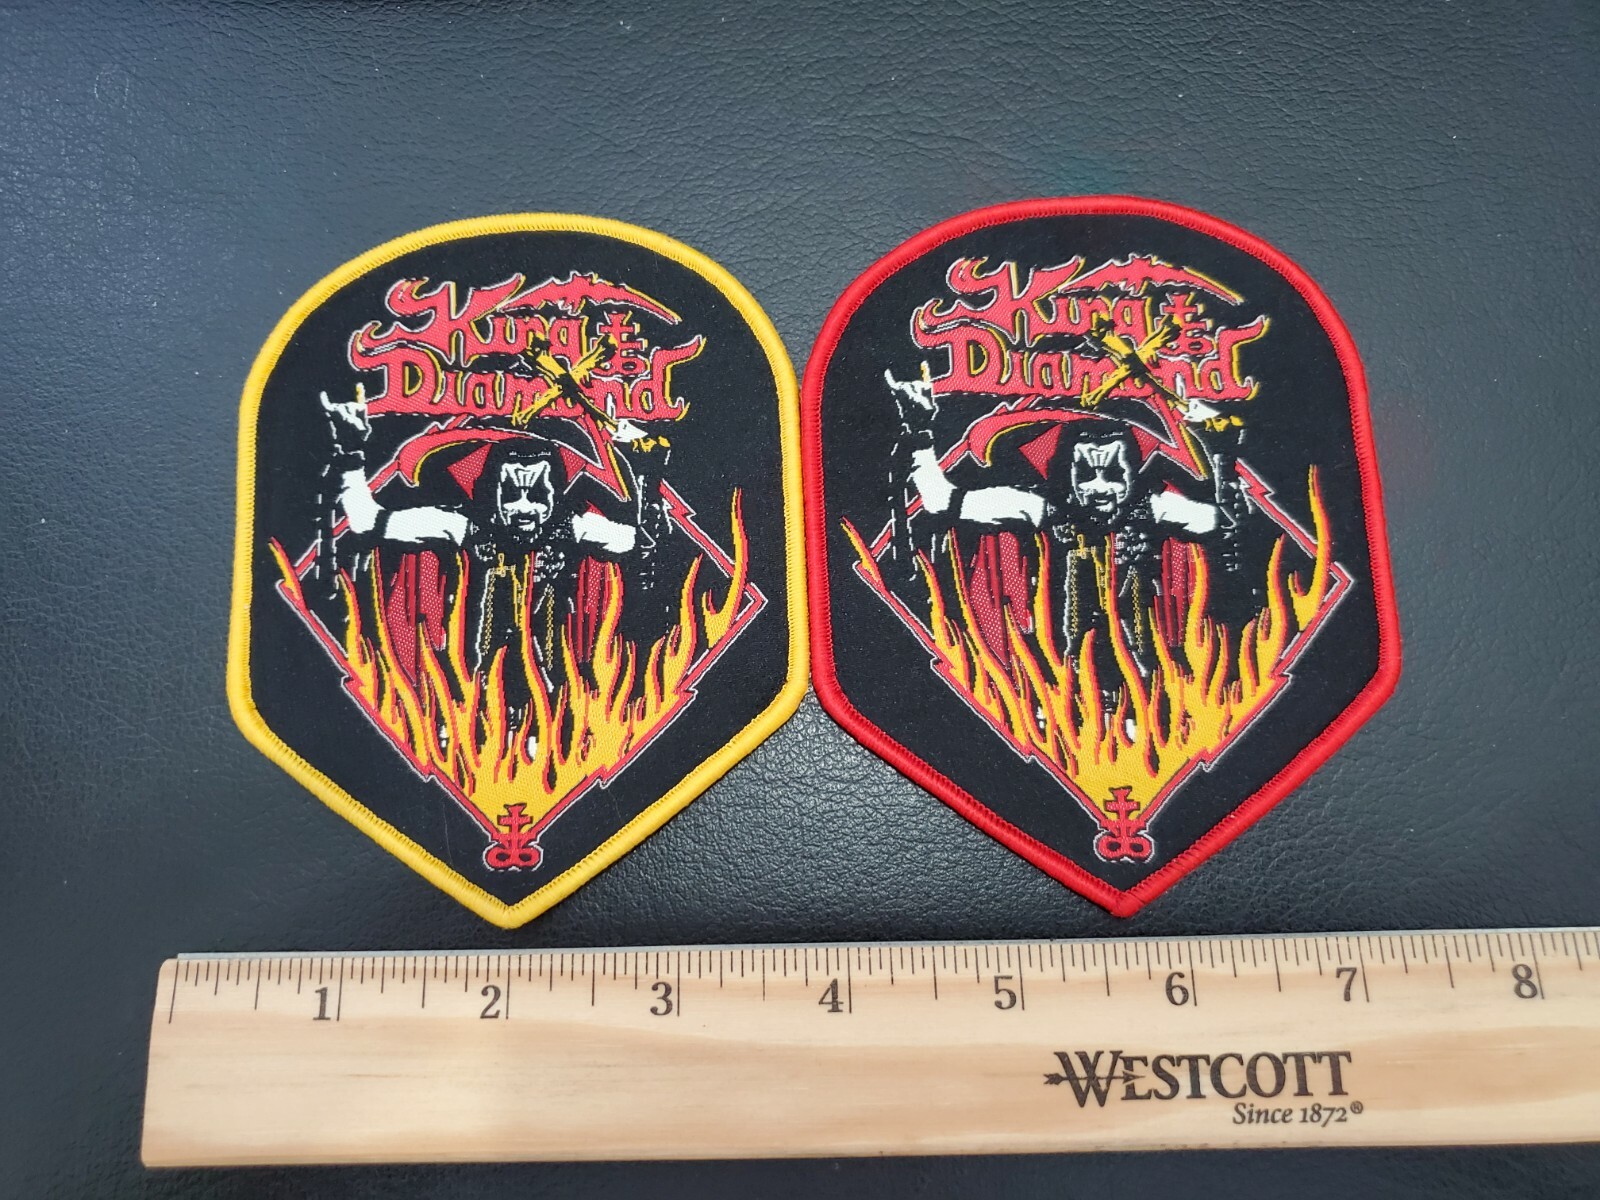 King
Diamond
King
Diamond
1 2 3 4 5 6 7 8
WESTCOTT
Since 1872®